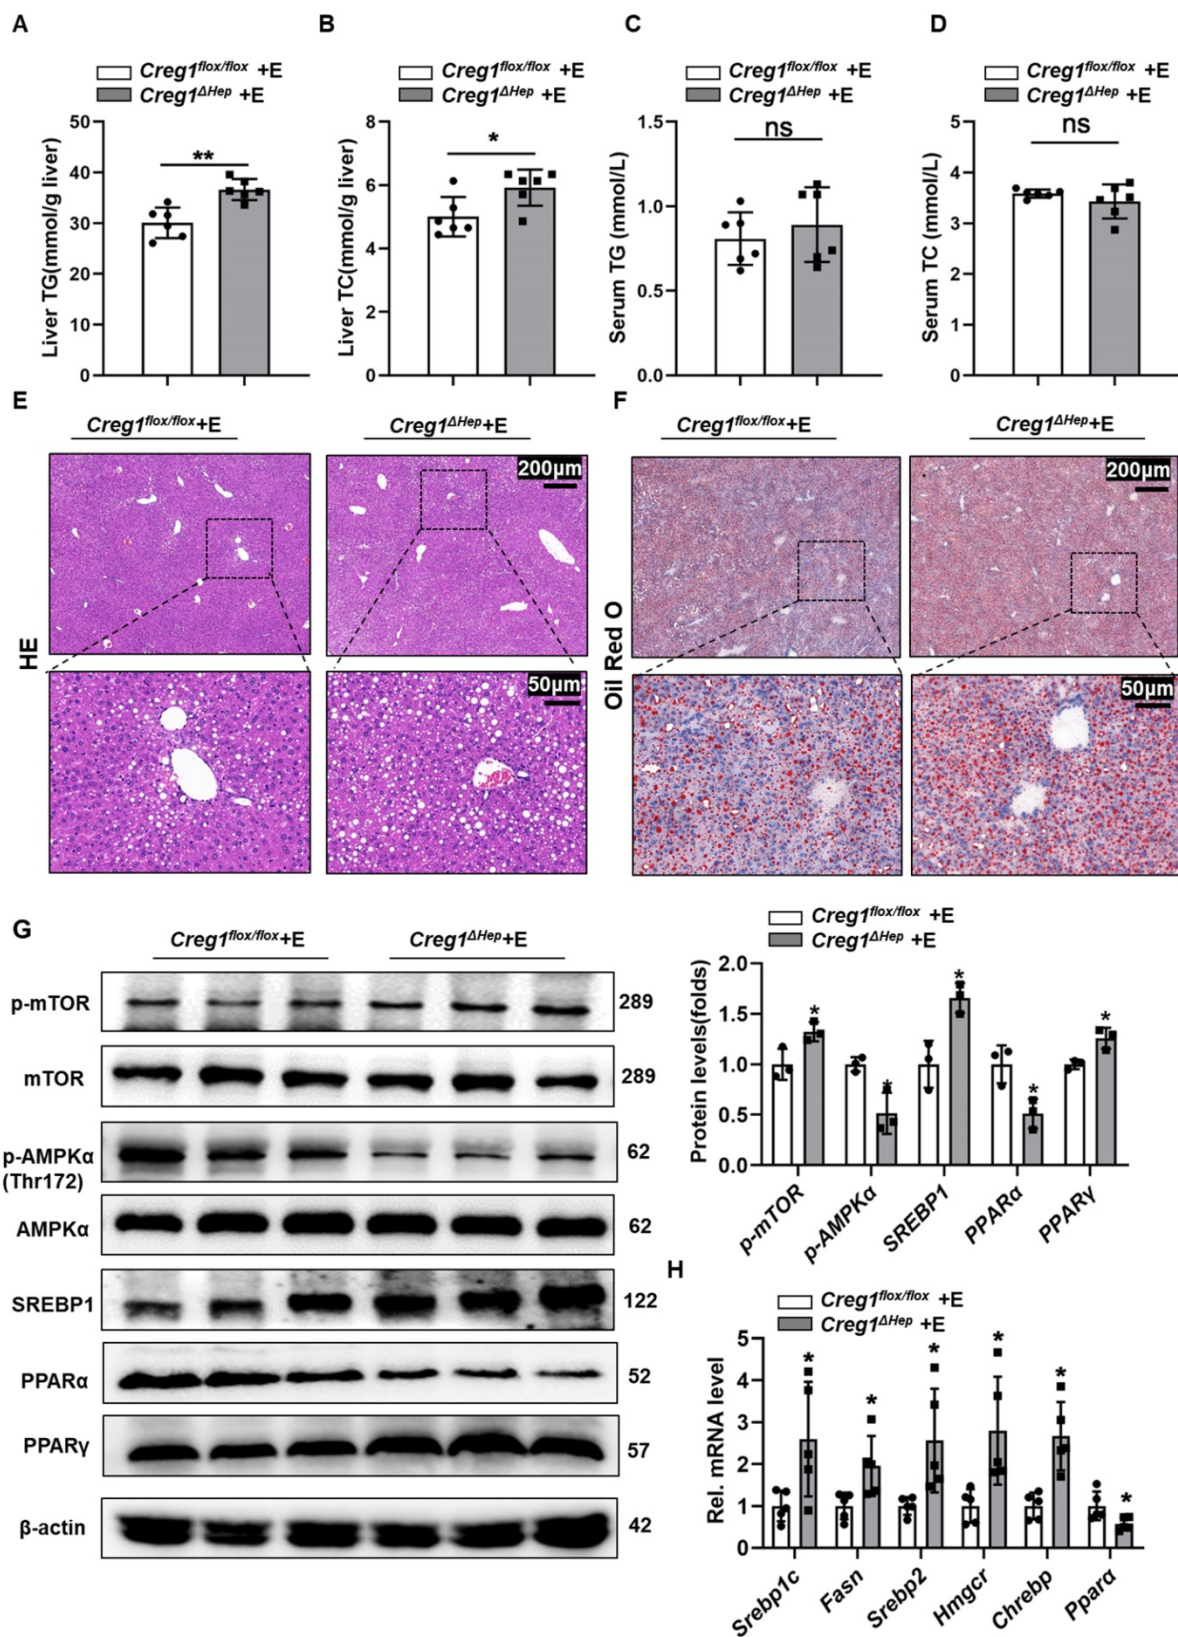 A
B
C
D
Creg1flox/flox +E
Creg1ΔHep +E
Creg1flox/flox +E
Creg1ΔHep +E
Creg1flox/flox +E
Creg1ΔHep +E
Creg1flox/flox +E
Creg1ΔHep +E
Liver TG(mmol/g liver)
50
40
30
20
10
0
**
Liver TC(mmol/g liver)
8
6
4
2
0
*
Serum TG (mmol/L)
1.5
1.0
0.5
0.0
ns
Serum TC (mmol/L)
5
4
3
2
1
0
ns
E
Creg1flox/flox+E
Creg1ΔHep+E
HE
200μm
50μm
F
Creg1flox/flox+E
Creg1ΔHep+E
Oil Red O
200μm
50μm
G
Creg1flox/flox+E
Creg1ΔHep+E
p-mTOR
289
mTOR
289
p-AMPKα
(Thr172)
62
AMPKα
62
SREBP1
122
PPARα
52
PPARγ
57
β-actin
42
Creg1flox/flox +E
Creg1ΔHep +E
Protein levels(folds)
2.0
1.5
1.0
0.5
0.0
*
*
*
*
*
p-mTOR
p-AMPKα
SREBP1
PPARα
PPARγ
H
Creg1flox/flox +E
Creg1ΔHep +E
Rel. mRNA level
5
4
3
2
1
0
*
*
*
*
*
*
Srebp1c
Fasn
Srebp2
Hmgcr
Chrebp
Pparα